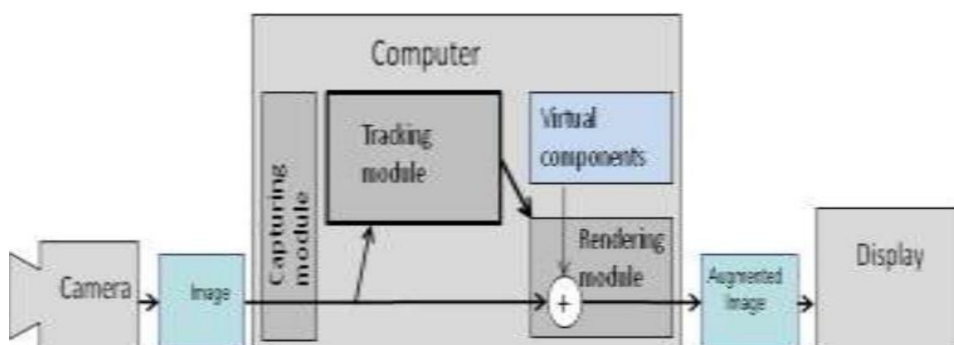 Computer
Capturing
module
Tracking
module
Virtual
components
Rendering
module
Camera
Image
+
Augmented
Image
Display